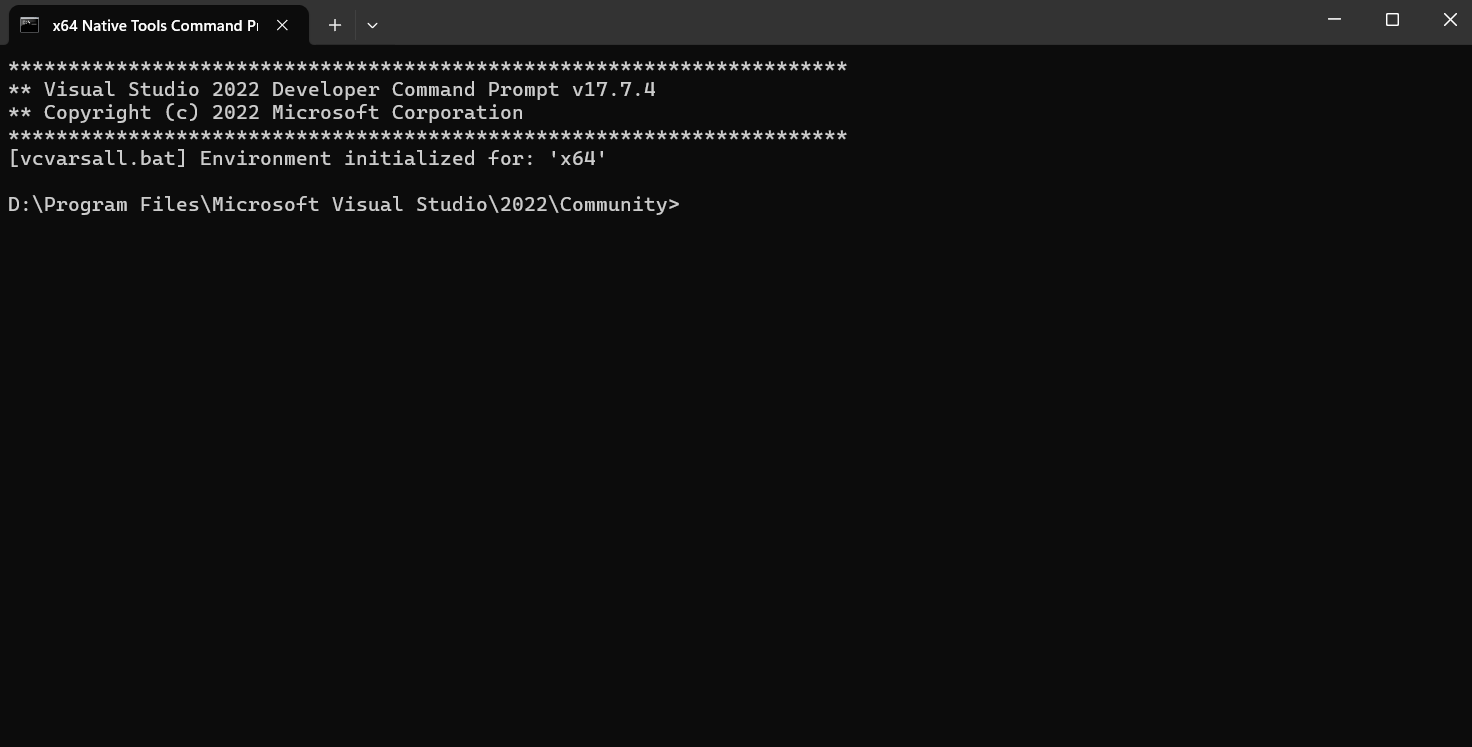 x64 Native Tools Command P
**********************************************************************
** Visual Studio 2022 Developer Command Prompt v17.7.4
** Copyright (c) 2022 Microsoft Corporation
**********************************************************************
[vcvarsall.bat] Environment initialized for: 'x64'
D:\Program Files\Microsoft Visual Studio\2022\Community>